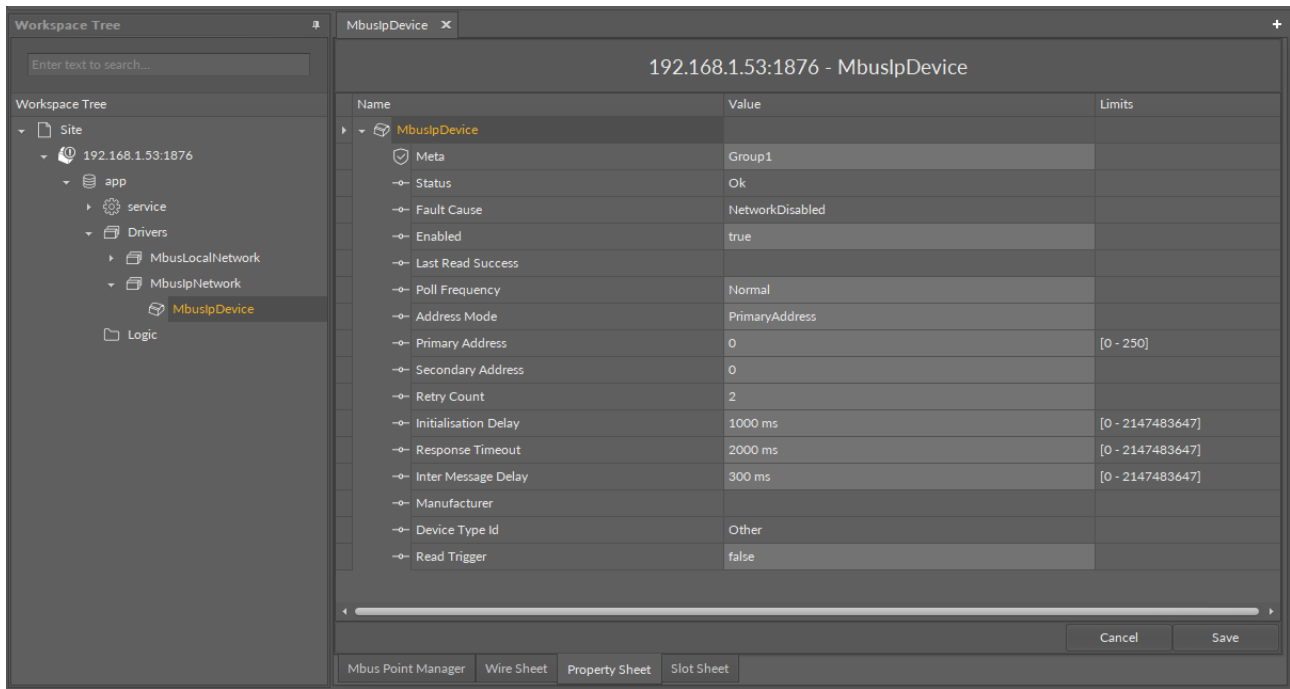 Workspace Tree
Enter text to search...
Workspace Tree
Site
192.168.1.53:1876
app
service
Drivers
MbusLocalNetwork
MbusIpNetwork
MbusIpDevice
Logic
MbusIpDevice
192.168.1.53:1876 - MbusIpDevice
Name Value Limits
MbusIpDevice
Meta Group1
Status Ok
Fault Cause NetworkDisabled
Enabled true
Last Read Success
Poll Frequency Normal
Address Mode PrimaryAddress
Primary Address 0 [0 - 250]
Secondary Address 0
Retry Count 2
Initialisation Delay 1000 ms [0 - 2147483647]
Response Timeout 2000 ms [0 - 2147483647]
Inter Message Delay 300 ms [0 - 2147483647]
Manufacturer
Device Type Id Other
Read Trigger false
Cancel Save
Mbus Point Manager Wire Sheet Property Sheet Slot Sheet